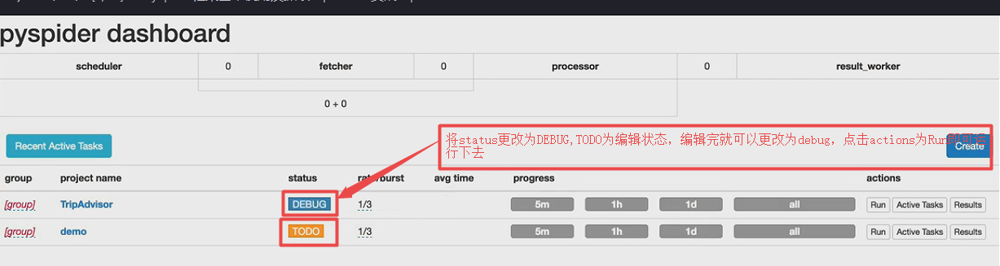 pyspider dashboard
scheduler 0 fetcher 0 processor 0 result_worker
0 + 0
将status更改为DEBUG,TODO为编辑状态，编辑完就可以更改为debug，点击actions为Run即可运
行下去
Recent Active Tasks Create
group project name status rate/burst avg time progress actions
[group] TripAdvisor DEBUG 1/3 5m 1h 1d all Run Active Tasks Results
[group] demo TODO 1/3 5m 1h 1d all Run Active Tasks Results